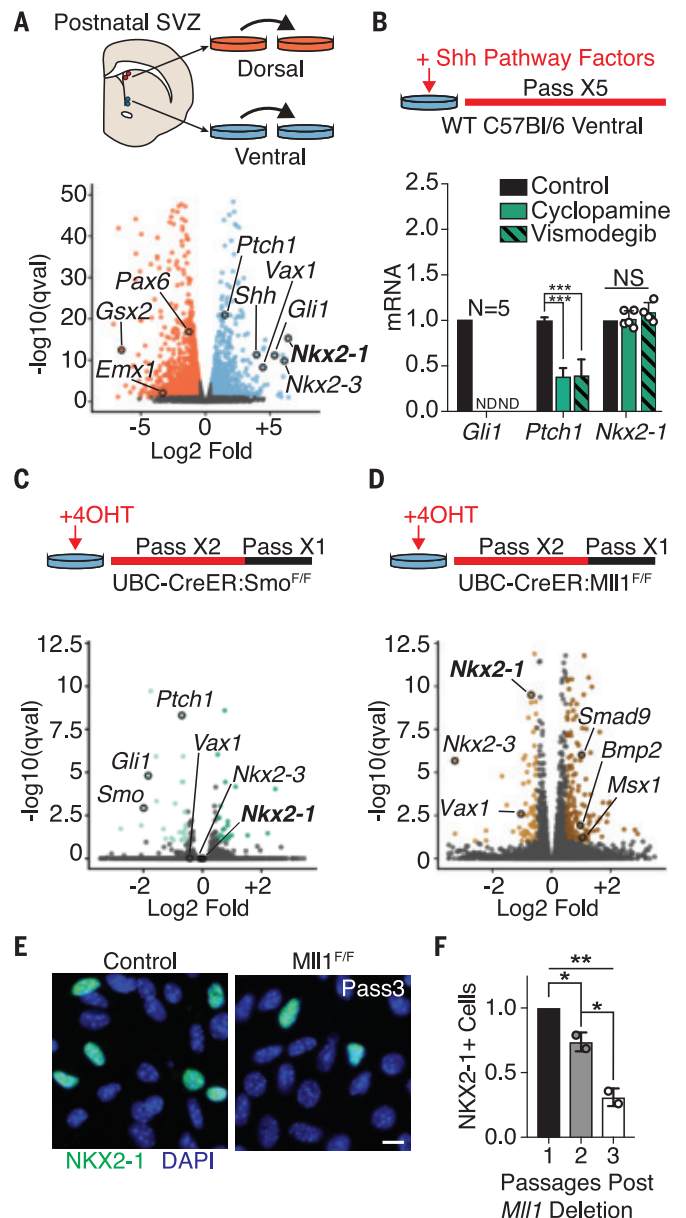 A
Postnatal SVZ
Dorsal
Ventral
50
40
30
20
10
0
-log10(qval)
Ptch1
Vax1
Pax6
Shh
Gli1
Gsx2
Nkx2-1
Emx1
Nkx2-3
-5 0 +5
Log2 Fold
B
+ Shh Pathway Factors
Pass X5
WT C57Bl/6 Ventral
2.5
2.0
1.5
1.0
0.5
0.0
mRNA
Control
Cyclopamine
Vismodegib
N=5
***
***
NS
NDND
Gli1 Ptch1 Nkx2-1
C
+4OHT
Pass X2 Pass X1
UBC-CreER:SmoF/F
12.5
10
7.5
5
2.5
0
-log10(qval)
Ptch1
Vax1
Gli1
Nkx2-3
Smo
Nkx2-1
-2 0 +2
Log2 Fold
D
+4OHT
Pass X2 Pass X1
UBC-CreER:Mll1F/F
12.5
10
7.5
5
2.5
0
-log10(qval)
Nkx2-1
Smad9
Nkx2-3
Bmp2
Msx1
Vax1
-2 0 +2
Log2 Fold
E
Control Mll1F/F
Pass3
NKX2-1 DAPI
F
NKX2-1+ Cells
1.0
0.5
0.0
**
*
*
1 2 3
Passages Post
Mll1 Deletion